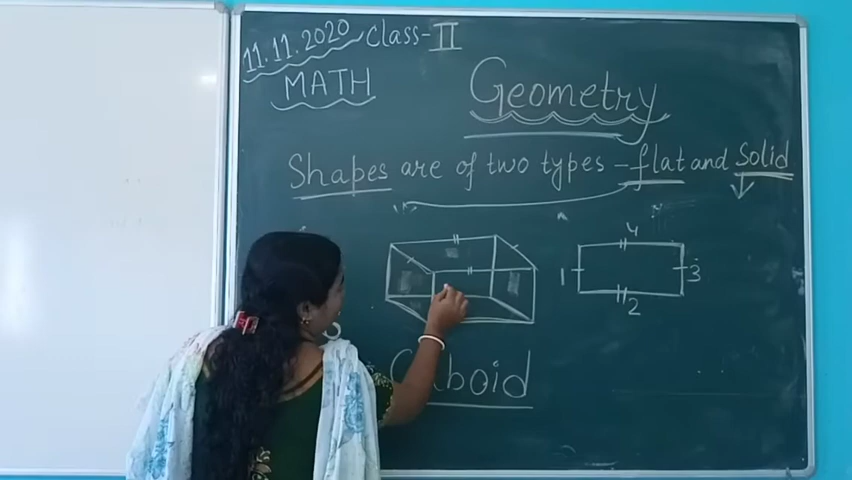 11.11.2020 Class-II
MATH
Geometry
Shapes are of two types - flat and Solid
4
1 3
2
Cuboid